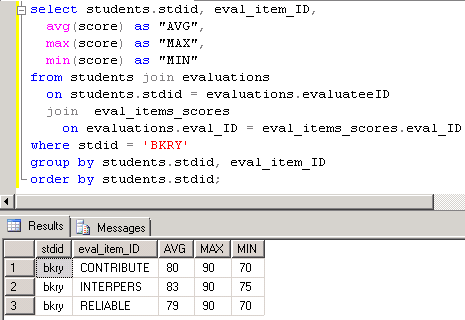 select students.stdid, eval_item_ID,
avg(score) as "AVG",
max(score) as "MAX",
min(score) as "MIN"
from students join evaluations
on students.stdid = evaluations.evaluateeID
join eval_items_scores
on evaluations.eval_ID = eval_items_scores.eval_ID
where stdid = 'BKRY'
group by students.stdid, eval_item_ID
order by students.stdid;
Results Messages
stdid eval_item_ID AVG MAX MIN
1 bkry CONTRIBUTE 80 90 70
2 bkry INTERPERS 83 90 75
3 bkry RELIABLE 79 90 70